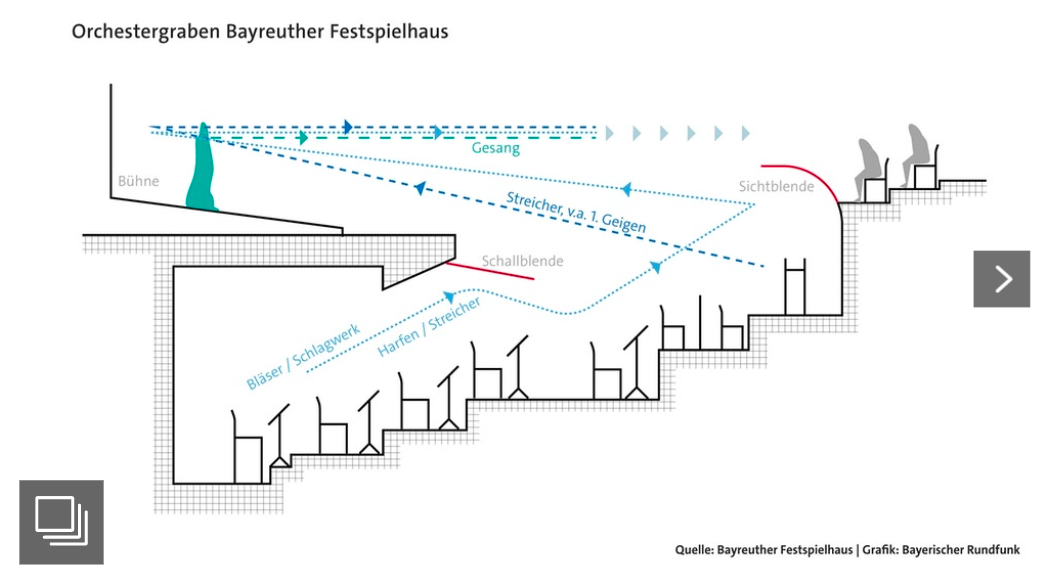 Orchestergraben Bayreuther Festspielhaus
Gesang
Bühne
Sichtblende
Streicher, v.a. 1. Geigen
Schallblende
Bläser / Schlagwerk
Harfen / Streicher
Quelle: Bayreuther Festspielhaus | Grafik: Bayerischer Rundfunk